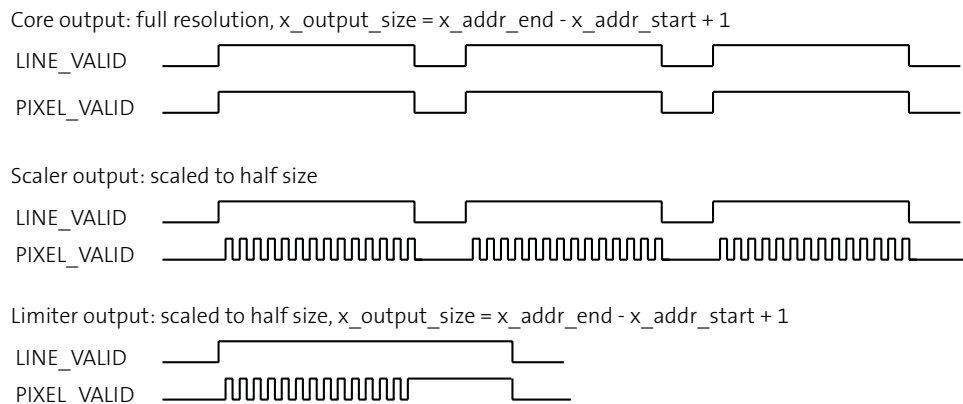 Core output: full resolution, x_output_size = x_addr_end - x_addr_start + 1
LINE_VALID
PIXEL_VALID
Scaler output: scaled to half size
LINE_VALID
PIXEL_VALID
Limiter output: scaled to half size, x_output_size = x_addr_end - x_addr_start + 1
LINE_VALID
PIXEL_VALID